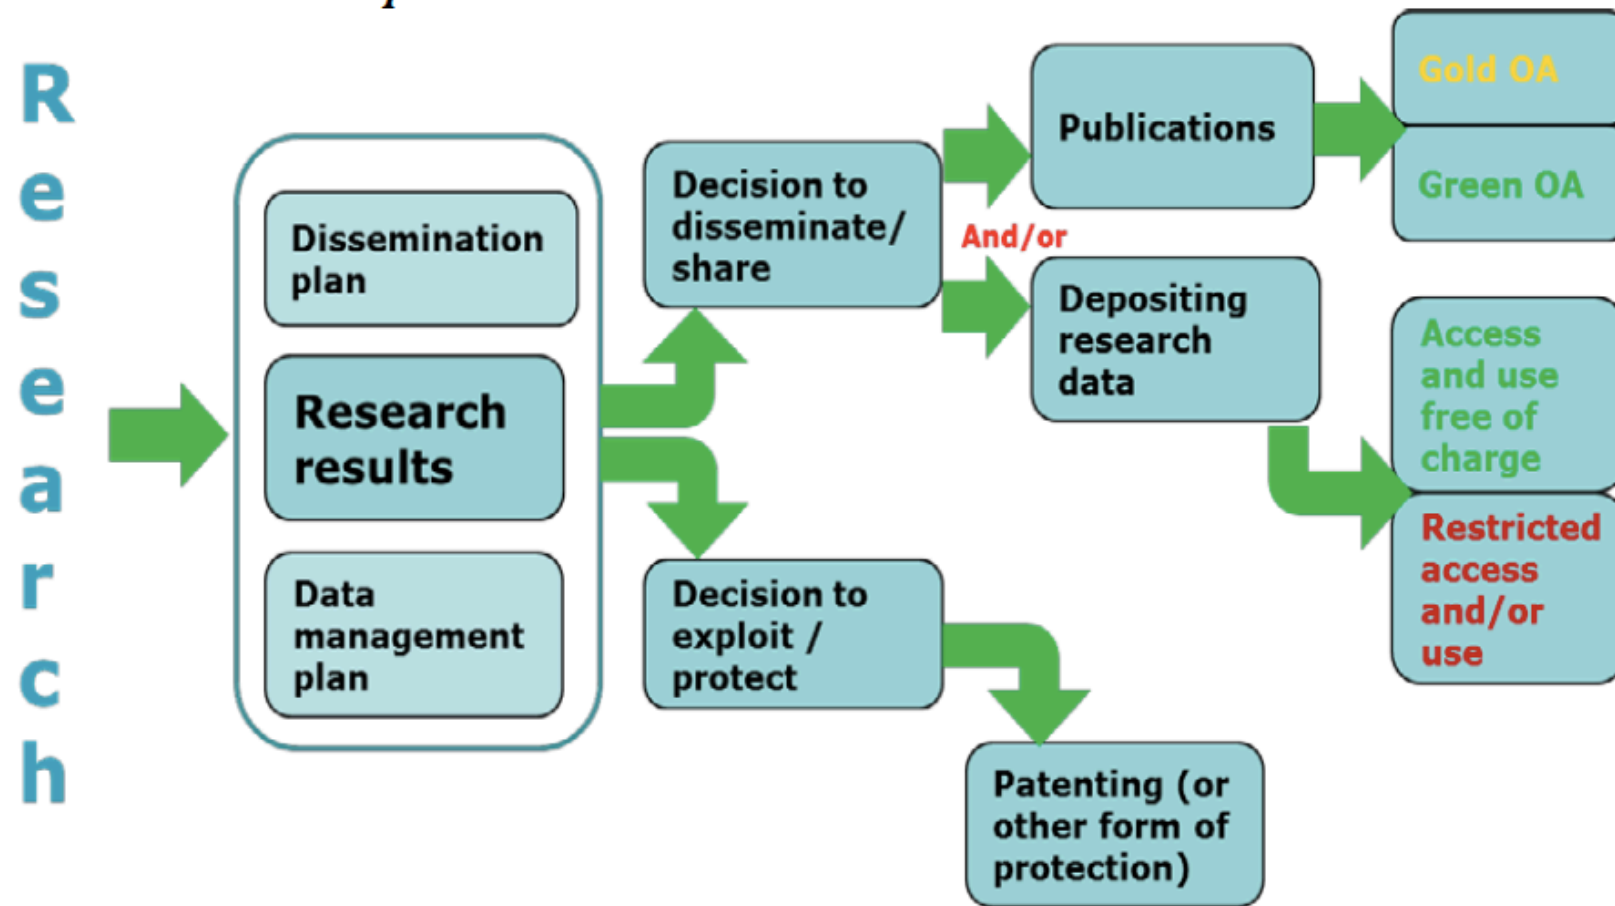 Research
Dissemination
plan
Research
results
Data
management
plan
Decision to
disseminate/
share
Decision to
exploit /
protect
And/or
Publications
Depositing
research
data
Patenting (or
other form of
protection)
Gold OA
Green OA
Access
and use
free of
charge
Restricted
access
and/or
use